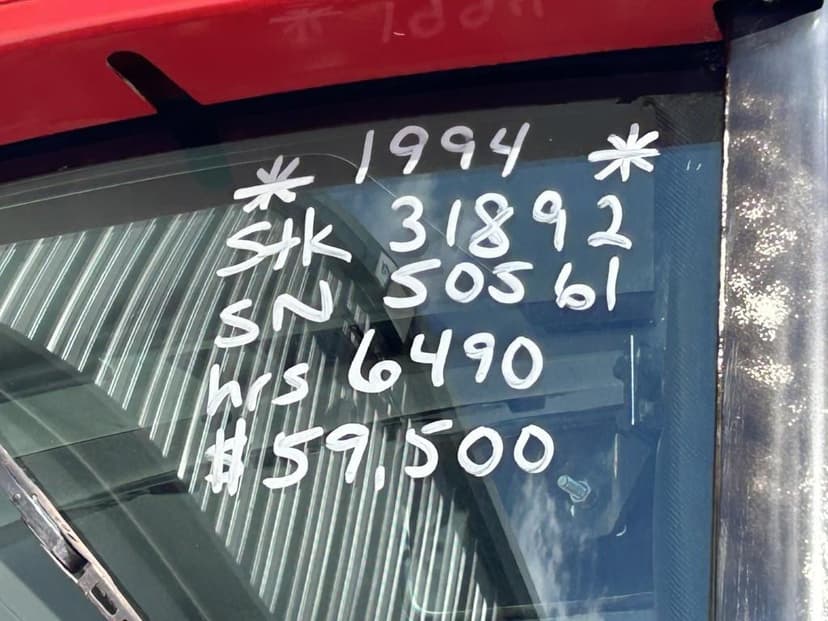 * 1994 *
Stk 31892
SN 50561
hrs 6490
$59,500